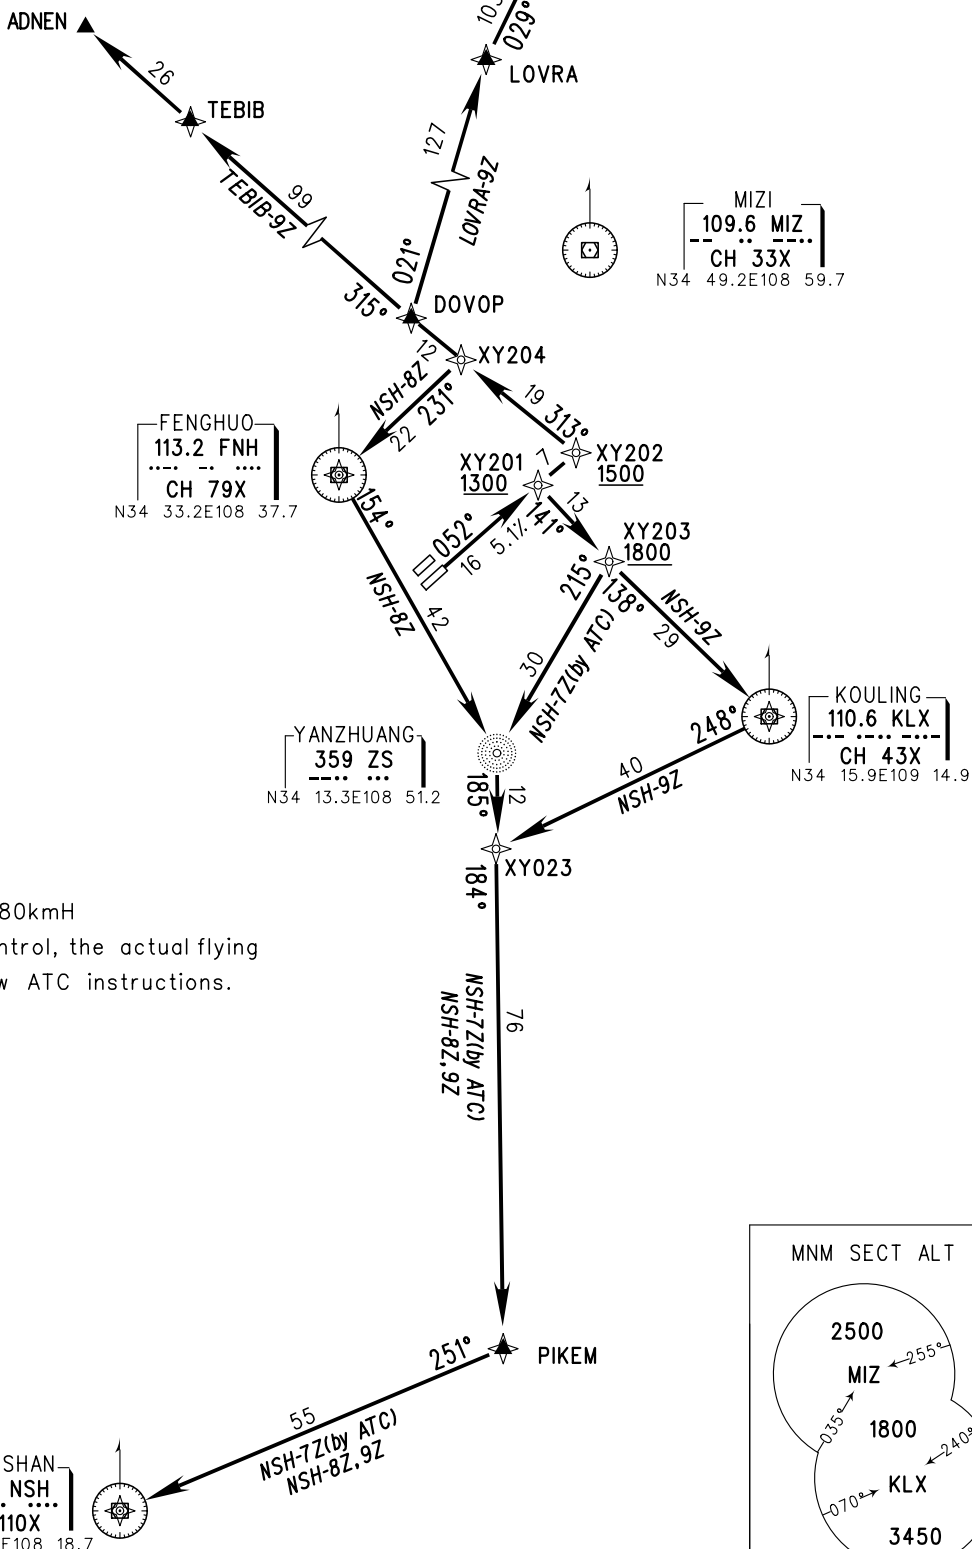 ADNEN
26
TEBIB
99
TEBIB-9Z
029°
LOVRA
127
LOVRA-9Z
021°
315°
DOVOP
12
XY204
NSH-8Z
231°
22
MIZI
109.6 MIZ
CH 33X
N34 49.2E108 59.7
19
313°
7
XY202
1500
XY201
1300
13
141°
FENGHUO
113.2 FNH
CH 79X
N34 33.2E108 37.7
154°
052°
16
5.1%
XY203
1800
215°
138°
NSH-8Z
42
NSH-9Z
29
30
NSH-7Z(by ATC)
KOULING
110.6 KLX
CH 43X
N34 15.9E109 14.9
248°
40
NSH-9Z
YANZHUANG
359 ZS
N34 13.3E108 51.2
185°
12
XY023
184°
80kmH
ntrol, the actual flying
w ATC instructions.
NSH-7Z(by ATC)
NSH-8Z,9Z
76
PIKEM
251°
55
NSH-7Z(by ATC)
NSH-8Z,9Z
SHAN
NSH
110X
E108 18.7
MNM SECT ALT
2500
MIZ
255°
035°
1800
240°
KLX
070°
3450